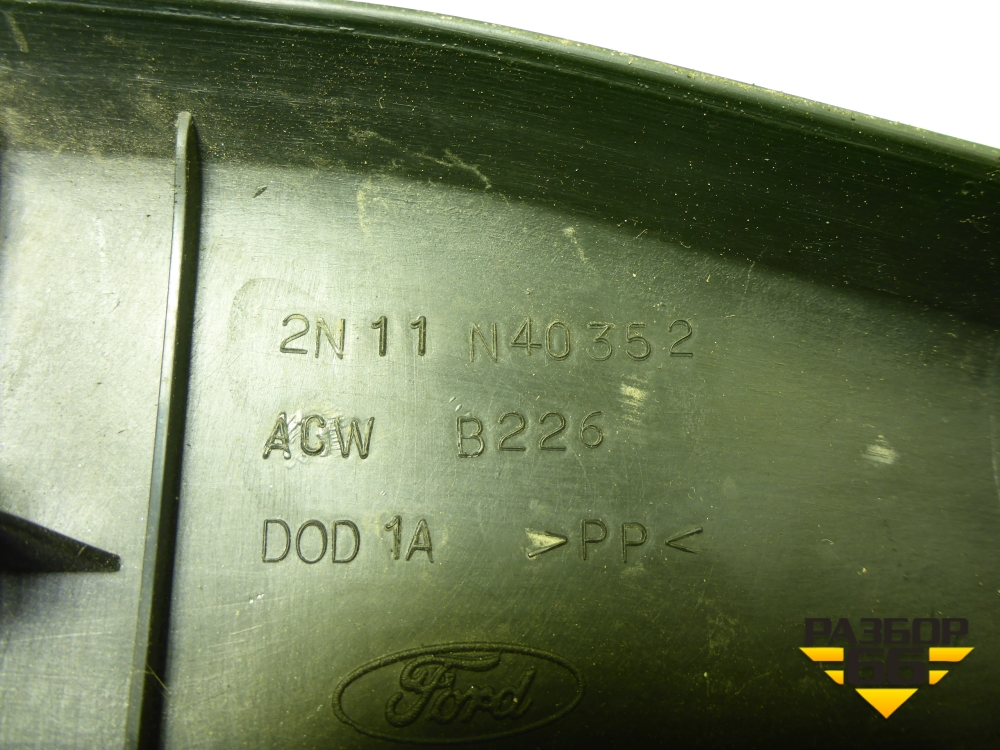 2N11 N40352
ACW B226
DOD 1A >PP<
Ford
РАЗБОР
66